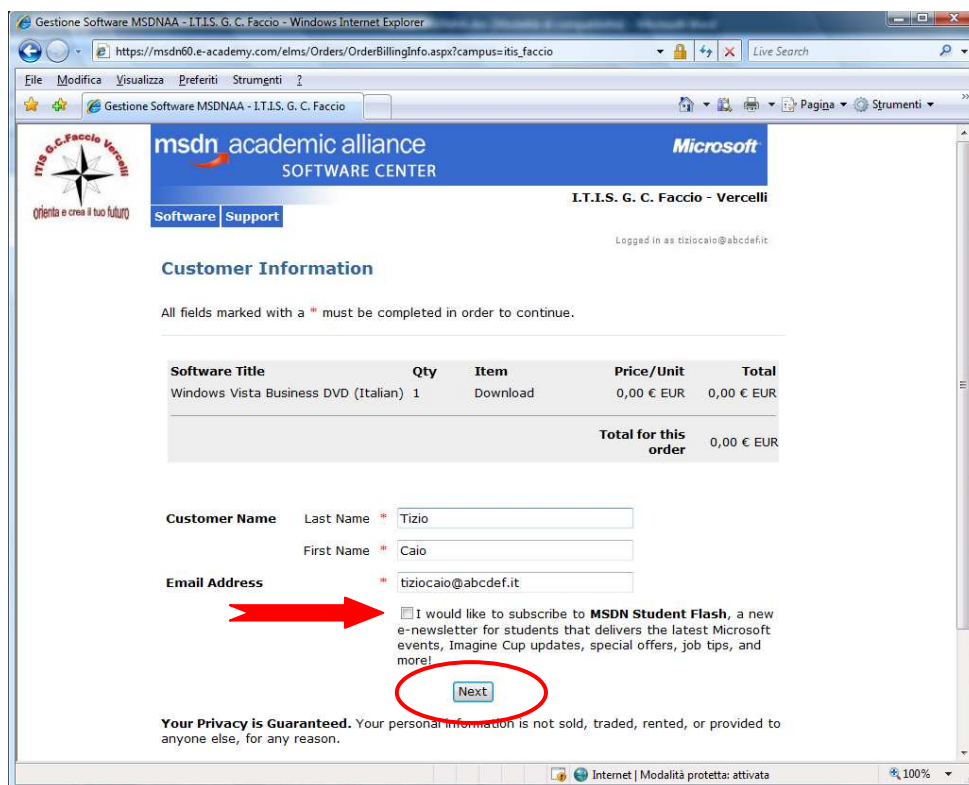 Gestione Software MSDNAA - I.T.I.S. G. C. Faccio - Windows Internet Explorer
https://msdn60.e-academy.com/elms/Orders/OrderBillingInfo.aspx?campus=itis_faccio
Live Search
File Modifica Visualizza Preferiti Strumenti ?
Gestione Software MSDNAA - I.T.I.S. G. C. Faccio
Pagina Strumenti
ITIS G.C.Faccio Vercelli
orienta e crea il tuo futuro
msdn academic alliance
SOFTWARE CENTER
Microsoft
I.T.I.S. G. C. Faccio - Vercelli
Software Support
Logged in as tiziocaio@abcdef.it
Customer Information
All fields marked with a * must be completed in order to continue.
Software Title Qty Item Price/Unit Total
Windows Vista Business DVD (Italian) 1 Download 0,00 € EUR 0,00 € EUR
Total for this order 0,00 € EUR
Customer Name Last Name * Tizio
First Name * Caio
Email Address * tiziocaio@abcdef.it
I would like to subscribe to MSDN Student Flash, a new
e-newsletter for students that delivers the latest Microsoft
events, Imagine Cup updates, special offers, job tips, and
more!
Next
Your Privacy is Guaranteed. Your personal information is not sold, traded, rented, or provided to
anyone else, for any reason.
Internet | Modalità protetta: attivata
100%